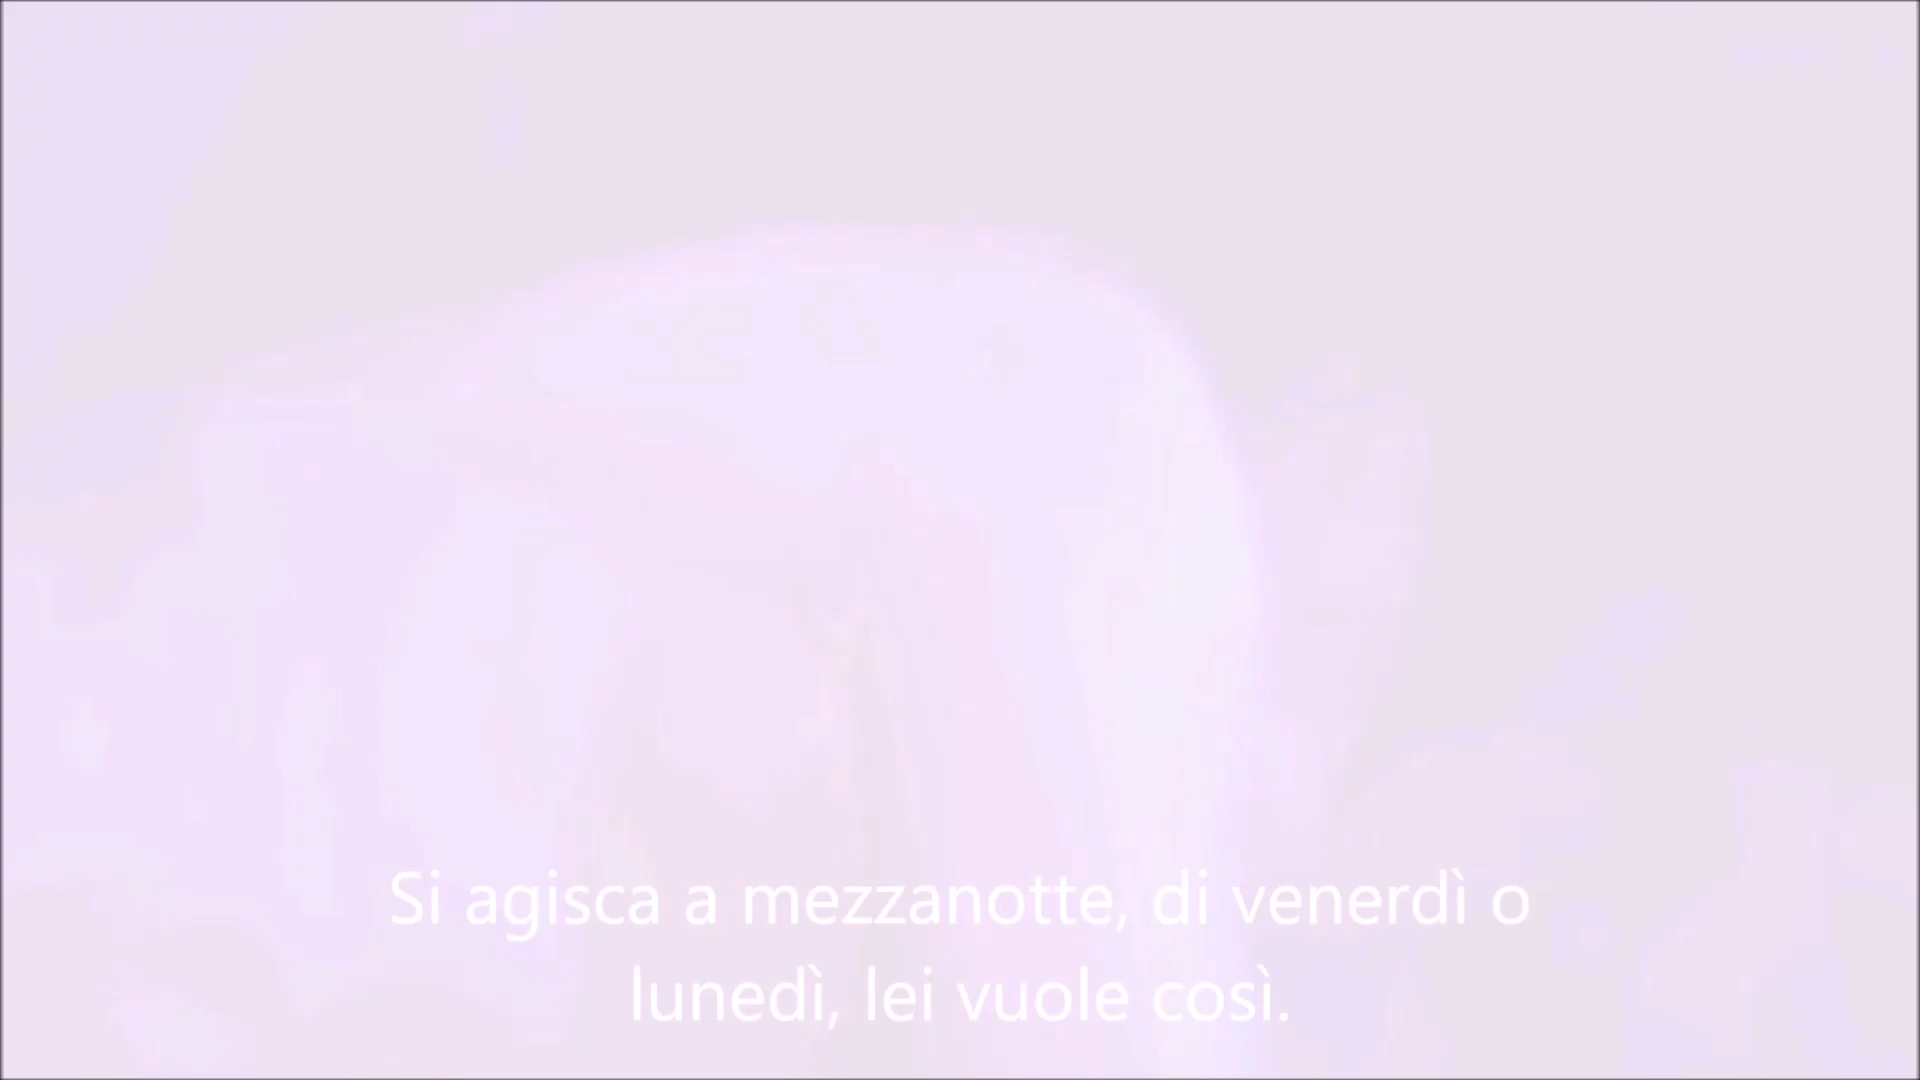 Si agisca a mezzanotte, di venerdì o
lunedì, lei vuole così.